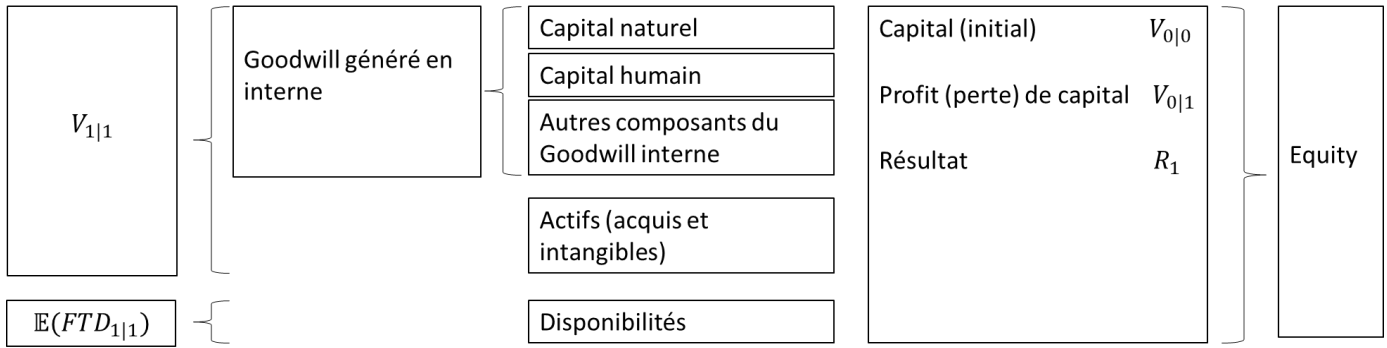 V₁|₁
𝔼(FTD₁|₁)
Goodwill généré en
interne
Capital naturel
Capital humain
Autres composants du
Goodwill interne
Actifs (acquis et
intangibles)
Disponibilités
Capital (initial) V₀|₀
Profit (perte) de capital V₀|₁
Résultat R₁
Equity